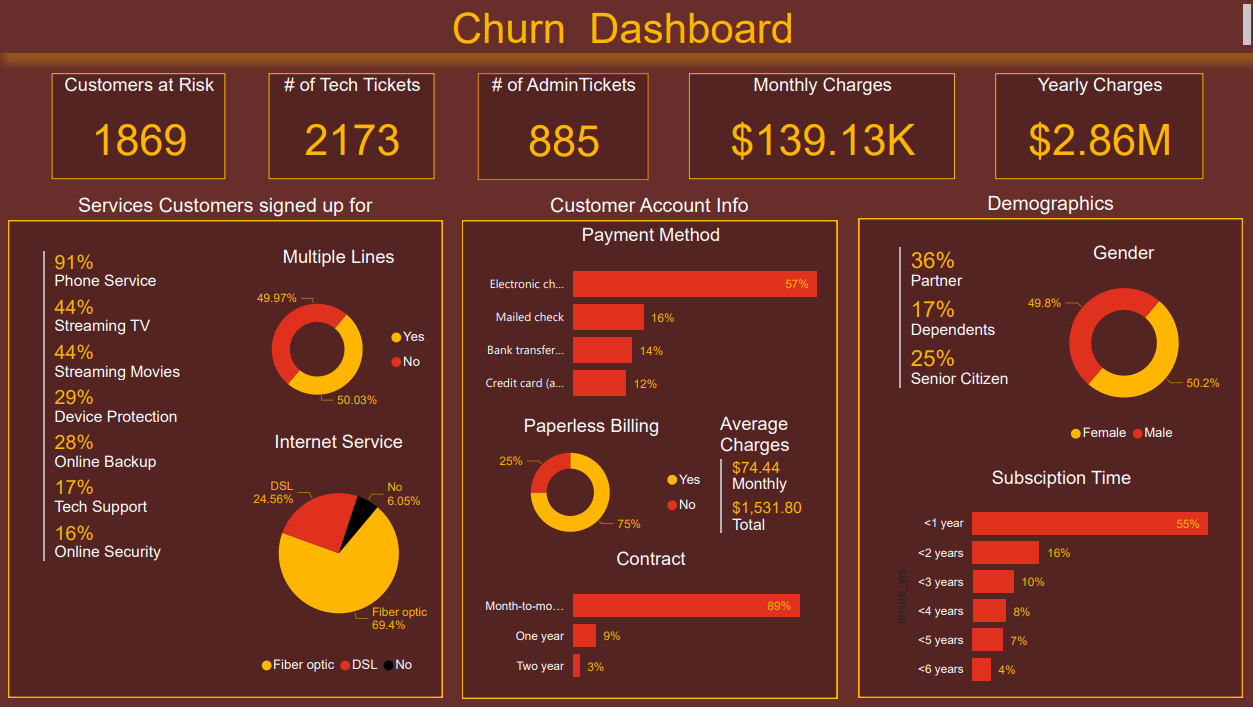 Churn Dashboard
Customers at Risk
1869
# of Tech Tickets
2173
# of AdminTickets
885
Monthly Charges
$139.13K
Yearly Charges
$2.86M
Services Customers signed up for
91%
Phone Service
44%
Streaming TV
44%
Streaming Movies
29%
Device Protection
28%
Online Backup
17%
Tech Support
16%
Online Security
Multiple Lines
49.97%
50.03%
Yes
No
Internet Service
DSL
24.56%
No
6.05%
Fiber optic
69.4%
Fiber optic DSL No
Customer Account Info
Payment Method
Electronic ch... 57%
Mailed check 16%
Bank transfer... 14%
Credit card (a... 12%
Paperless Billing
25%
75%
Yes
No
Average
Charges
$74.44
Monthly
$1,531.80
Total
Contract
Month-to-mo... 89%
One year 9%
Two year 3%
Demographics
36%
Partner
17%
Dependents
25%
Senior Citizen
Gender
49.8%
50.2%
Female Male
Subsciption Time
tenure_yrs
<1 year 55%
<2 years 16%
<3 years 10%
<4 years 8%
<5 years 7%
<6 years 4%